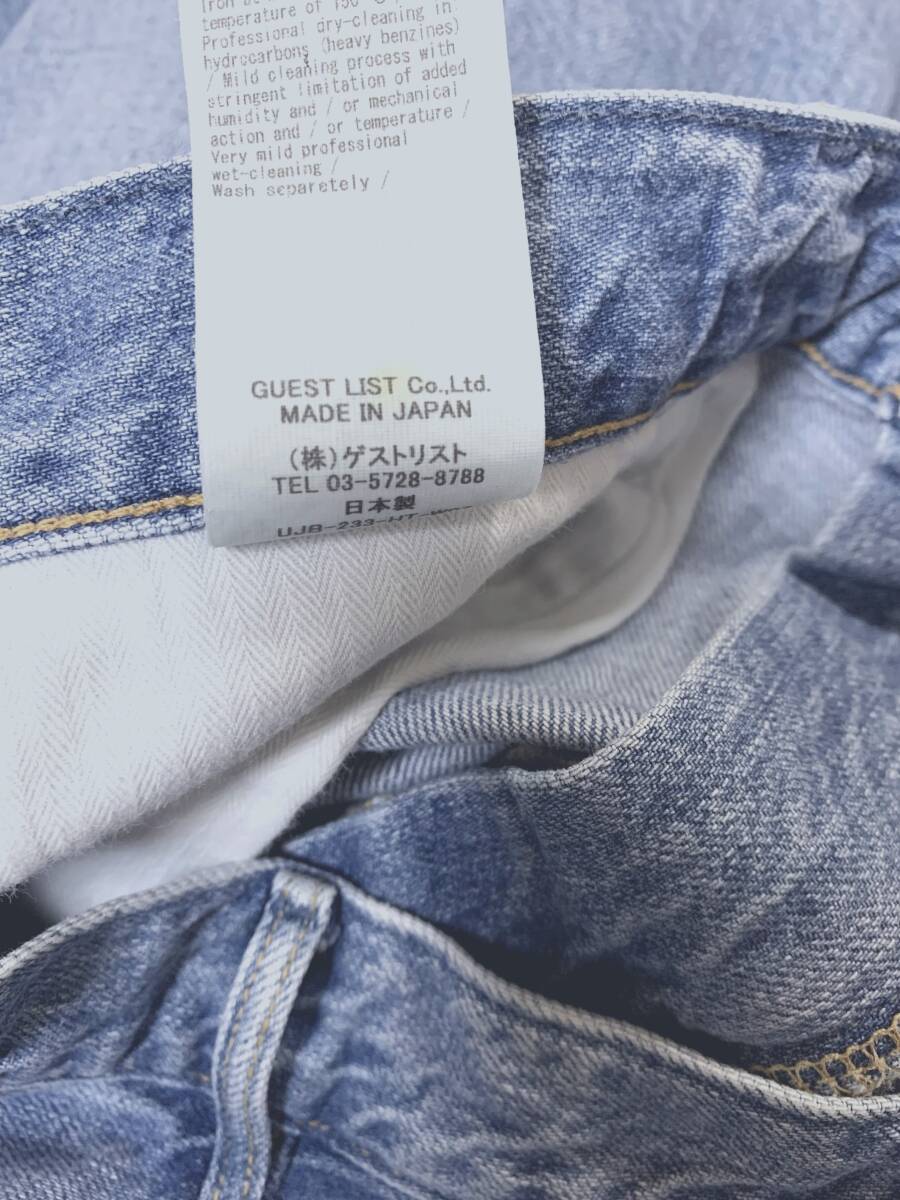 temperature of 150
Professional dry-cleaning in
hydrocarbons (heavy benzines)
/ Mild cleaning process with
stringent limitation of added
humidity and / or mechanical
action and / or temperature /
Very mild professional
wet-cleaning /
Wash separetely /
GUEST LIST Co.,Ltd.
MADE IN JAPAN
(株)ゲストリスト
TEL 03-5728-8788
日本製